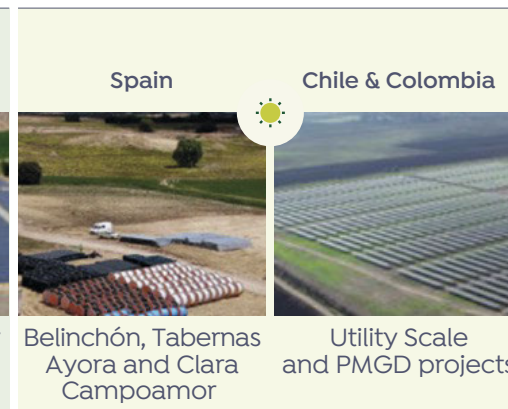 Spain
Chile & Colombia
Belinchón, Tabernas
Ayora and Clara
Campoamor
Utility Scale
and PMGD projects